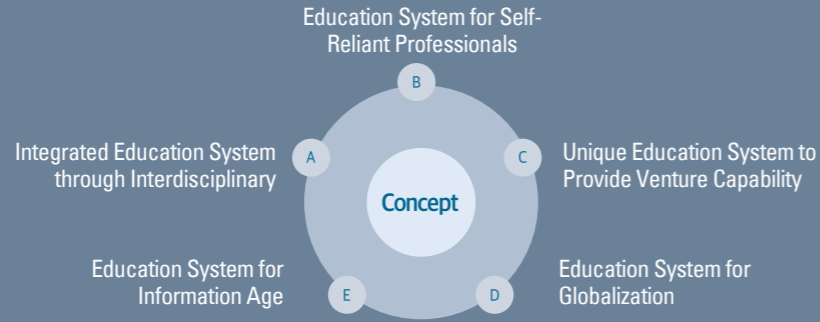 Education System for Self-
Reliant Professionals
B
Integrated Education System
through Interdisciplinary
A
C
Unique Education System to
Provide Venture Capability
Concept
Education System for
Information Age
E
D
Education System for
Globalization